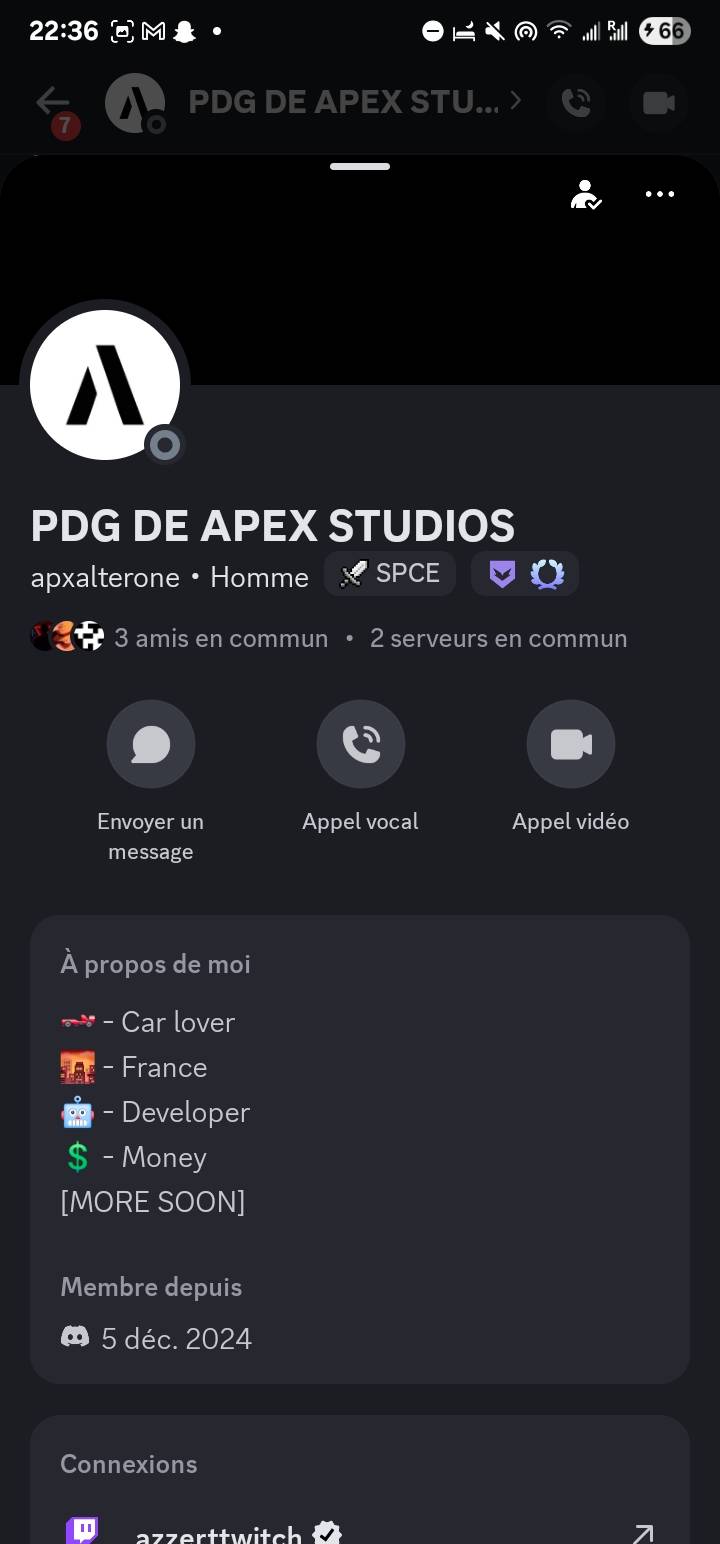 22:36
R
66
7
PDG DE APEX STU...
PDG DE APEX STUDIOS
apxalterone • Homme SPCE
3 amis en commun • 2 serveurs en commun
Envoyer un message
Appel vocal
Appel vidéo
À propos de moi
- Car lover
- France
- Developer
$ - Money
[MORE SOON]
Membre depuis
5 déc. 2024
Connexions
azzerttwitch